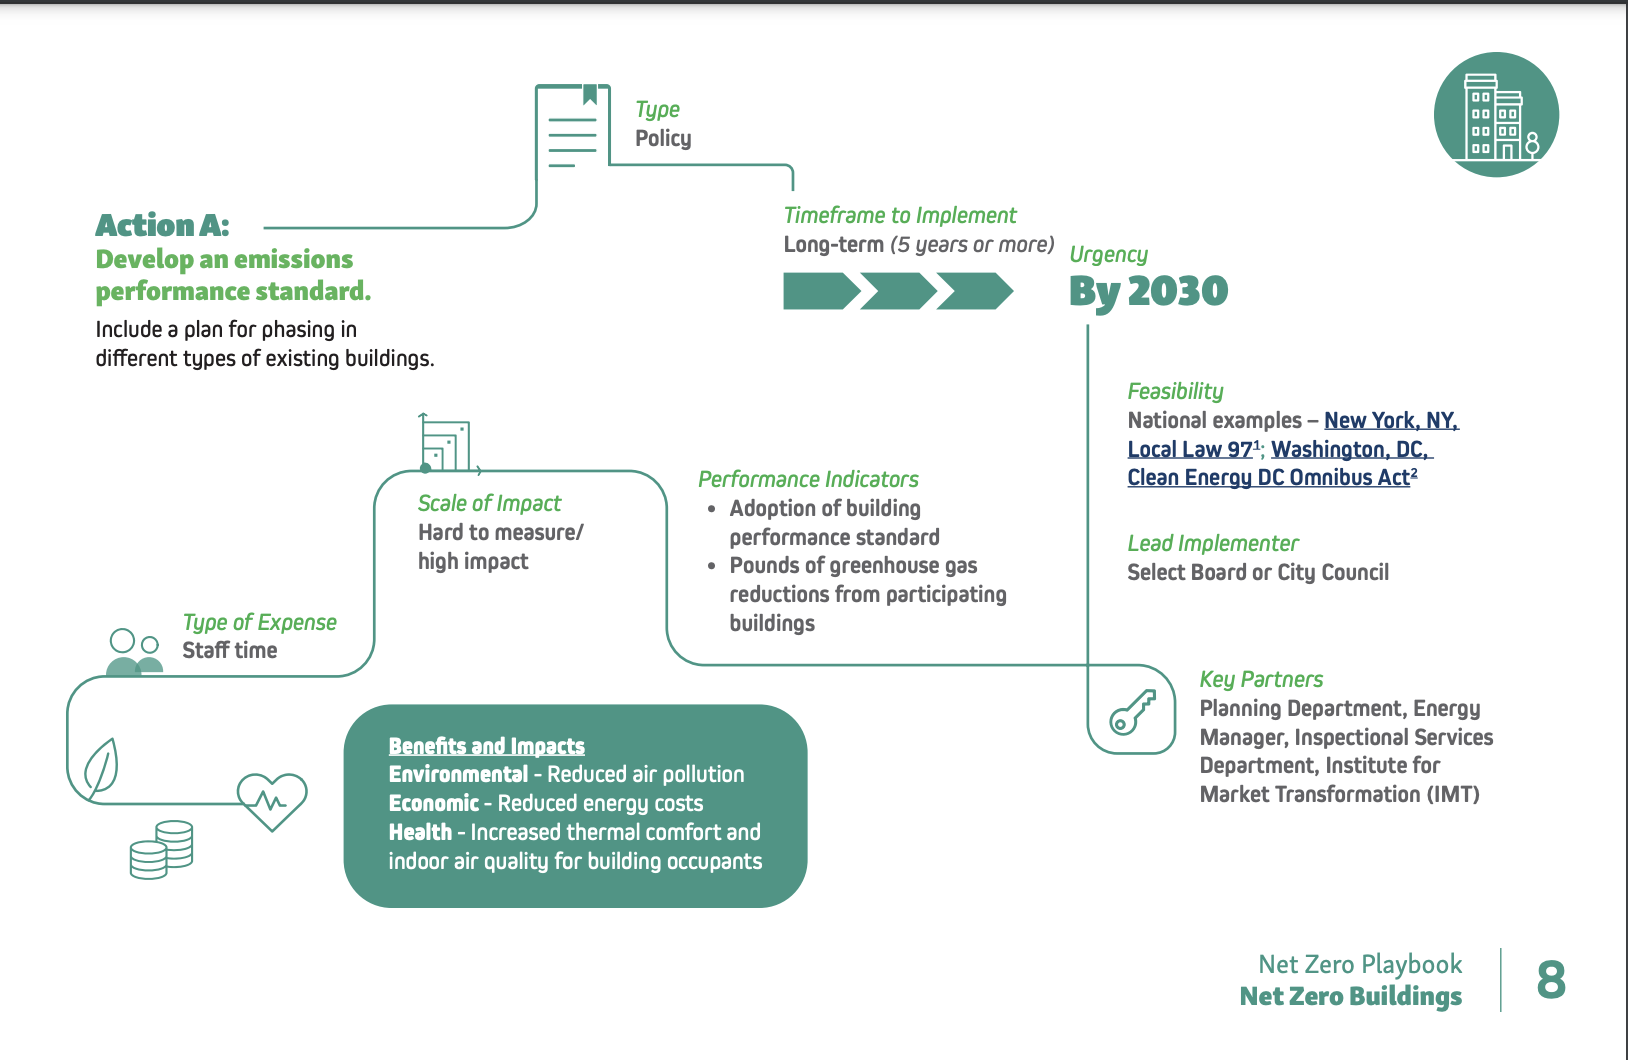 Type
Policy
Action A:
Develop an emissions
performance standard.
Include a plan for phasing in
different types of existing buildings.
Timeframe to Implement
Long-term (5 years or more)
Urgency
By 2030
Feasibility
National examples – New York, NY,
Local Law 97¹; Washington, DC,
Clean Energy DC Omnibus Act²
Lead Implementer
Select Board or City Council
Key Partners
Planning Department, Energy
Manager, Inspectional Services
Department, Institute for
Market Transformation (IMT)
Performance Indicators
• Adoption of building
performance standard
• Pounds of greenhouse gas
reductions from participating
buildings
Scale of Impact
Hard to measure/
high impact
Type of Expense
Staff time
Benefits and Impacts
Environmental - Reduced air pollution
Economic - Reduced energy costs
Health - Increased thermal comfort and
indoor air quality for building occupants
Net Zero Playbook
Net Zero Buildings
8